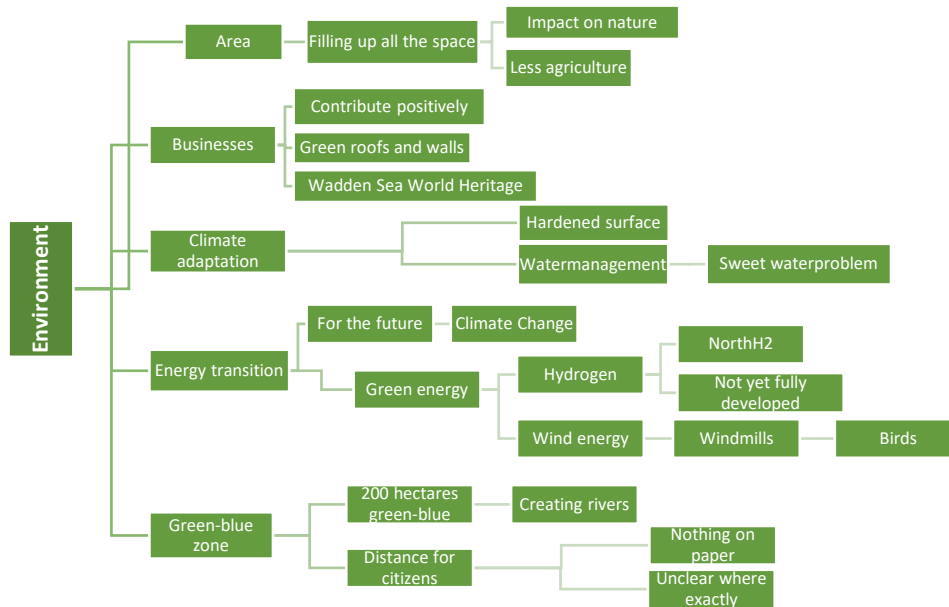 Environment
Area
Filling up all the space
Impact on nature
Less agriculture
Businesses
Contribute positively
Green roofs and walls
Wadden Sea World Heritage
Climate
adaptation
Hardened surface
Watermanagement
Sweet waterproblem
Energy transition
For the future
Climate Change
Green energy
Hydrogen
NorthH2
Not yet fully
developed
Wind energy
Windmills
Birds
Green-blue
zone
200 hectares
green-blue
Creating rivers
Distance for
citizens
Nothing on
paper
Unclear where
exactly